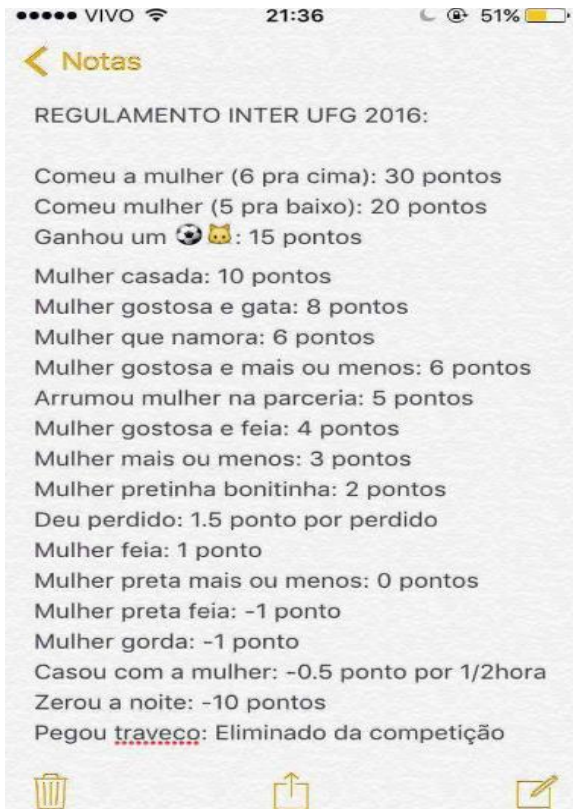 VIVO 21:36 51%
Notas
REGULAMENTO INTER UFG 2016:
Comeu a mulher (6 pra cima): 30 pontos
Comeu mulher (5 pra baixo): 20 pontos
Ganhou um ⚽🐱: 15 pontos
Mulher casada: 10 pontos
Mulher gostosa e gata: 8 pontos
Mulher que namora: 6 pontos
Mulher gostosa e mais ou menos: 6 pontos
Arrumou mulher na parceria: 5 pontos
Mulher gostosa e feia: 4 pontos
Mulher mais ou menos: 3 pontos
Mulher pretinha bonitinha: 2 pontos
Deu perdido: 1.5 ponto por perdido
Mulher feia: 1 ponto
Mulher preta mais ou menos: 0 pontos
Mulher preta feia: -1 ponto
Mulher gorda: -1 ponto
Casou com a mulher: -0.5 ponto por 1/2hora
Zerou a noite: -10 pontos
Pegou traveco: Eliminado da competição